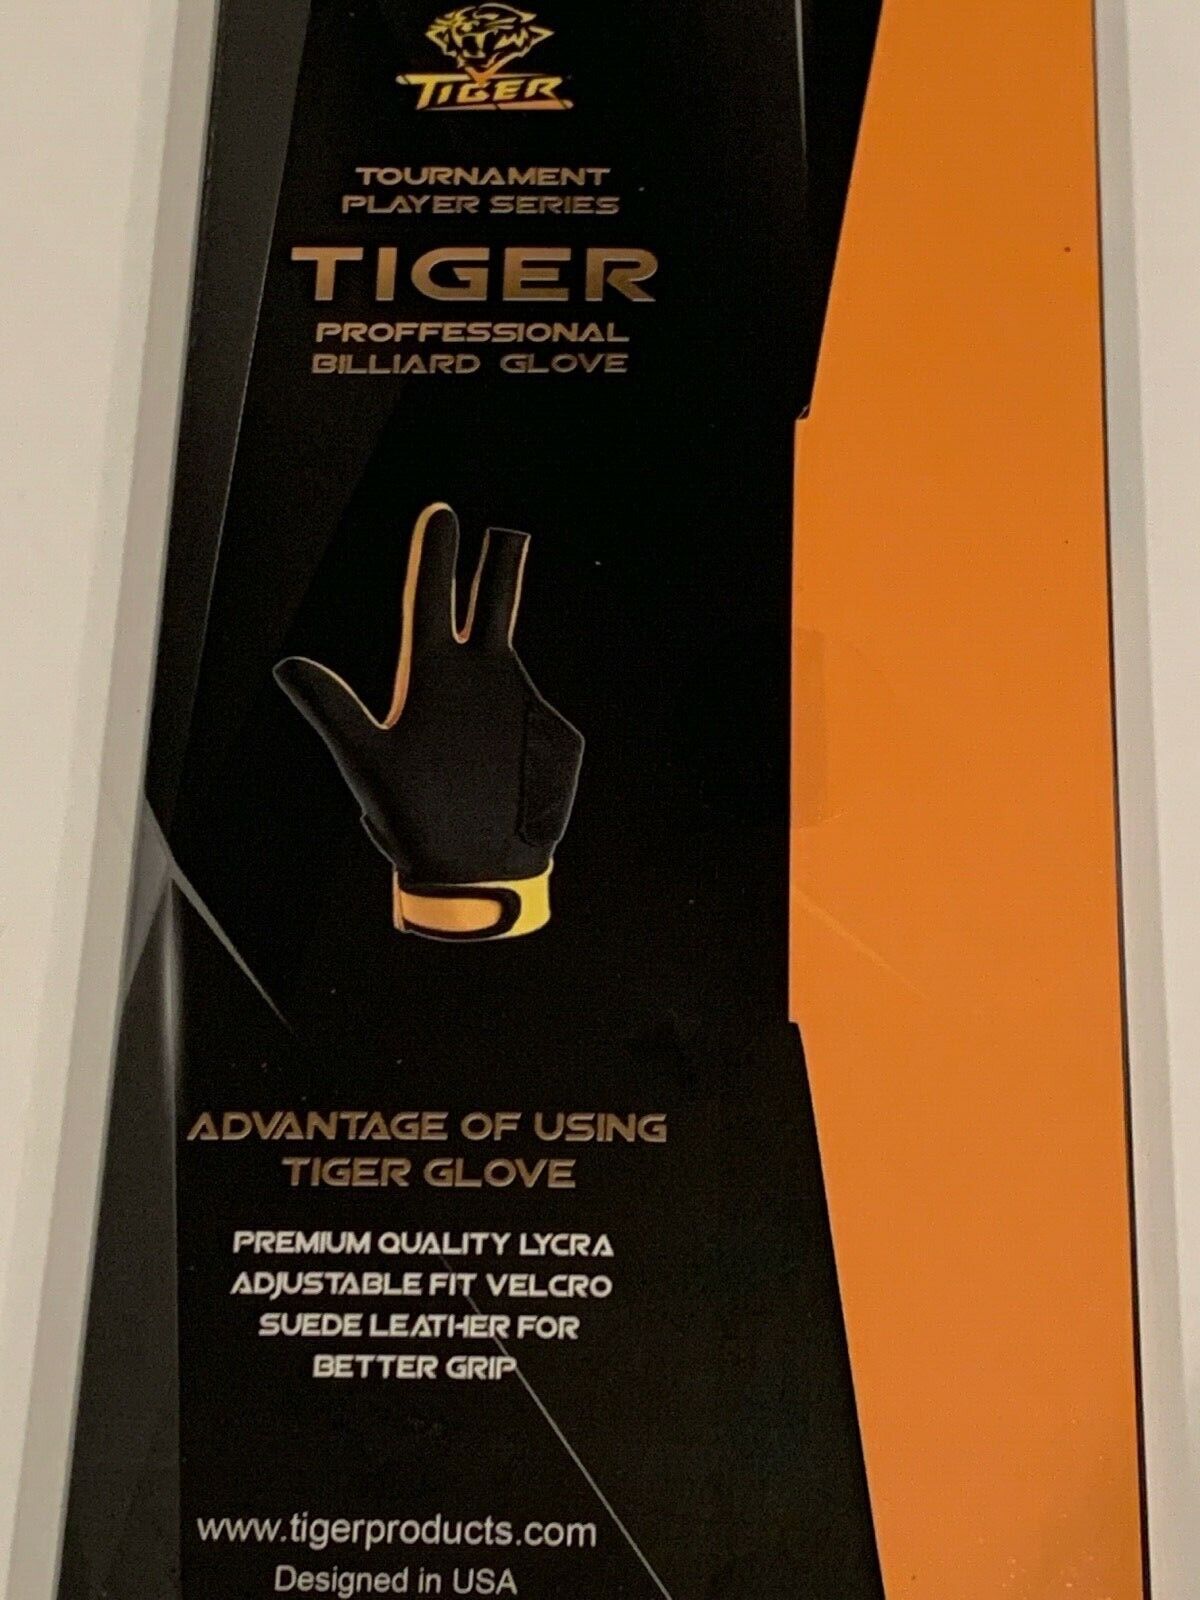 TIGER
TOURNAMENT
PLAYER SERIES
TIGER
PROFFESSIONAL
BILLIARD GLOVE
ADVANTAGE OF USING
TIGER GLOVE
PREMIUM QUALITY LYCRA
ADJUSTABLE FIT VELCRO
SUEDE LEATHER FOR
BETTER GRIP
www.tigerproducts.com
Designed in USA